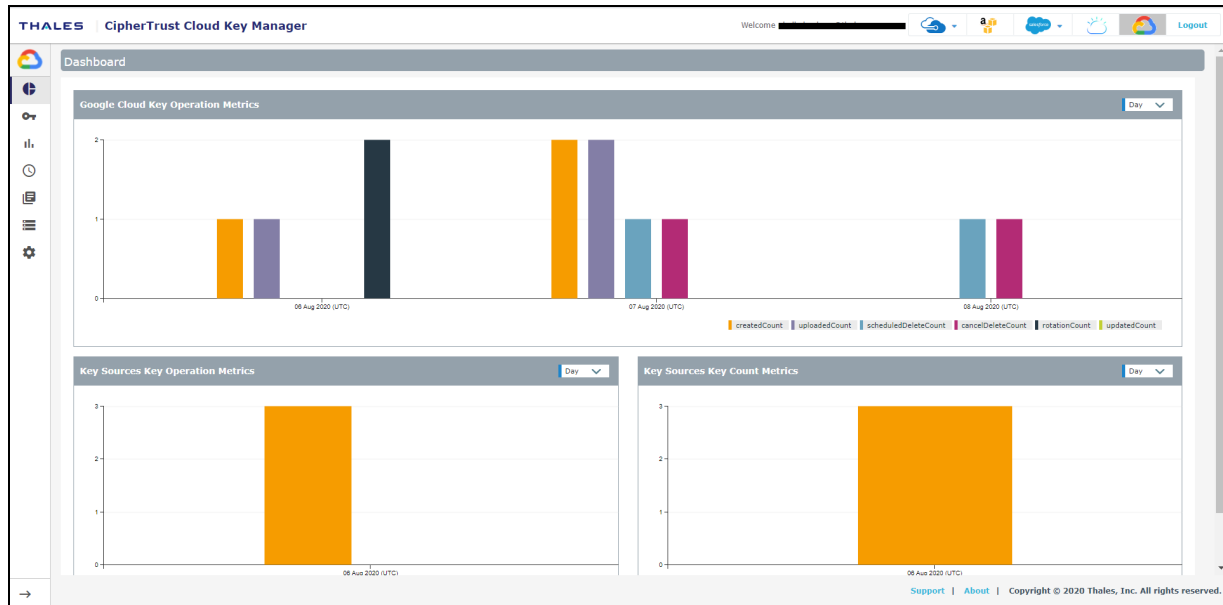 THALES CipherTrust Cloud Key Manager Welcome Logout
Dashboard
Google Cloud Key Operation Metrics Day
2
1
0
06 Aug 2020 (UTC) 07 Aug 2020 (UTC) 08 Aug 2020 (UTC)
createdCount uploadedCount scheduledDeleteCount cancelDeleteCount rotationCount updatedCount
Key Sources Key Operation Metrics Day
3
2
1
0
06 Aug 2020 (UTC)
Key Sources Key Count Metrics Day
3
2
1
0
06 Aug 2020 (UTC)
Support | About | Copyright © 2020 Thales, Inc. All rights reserved.